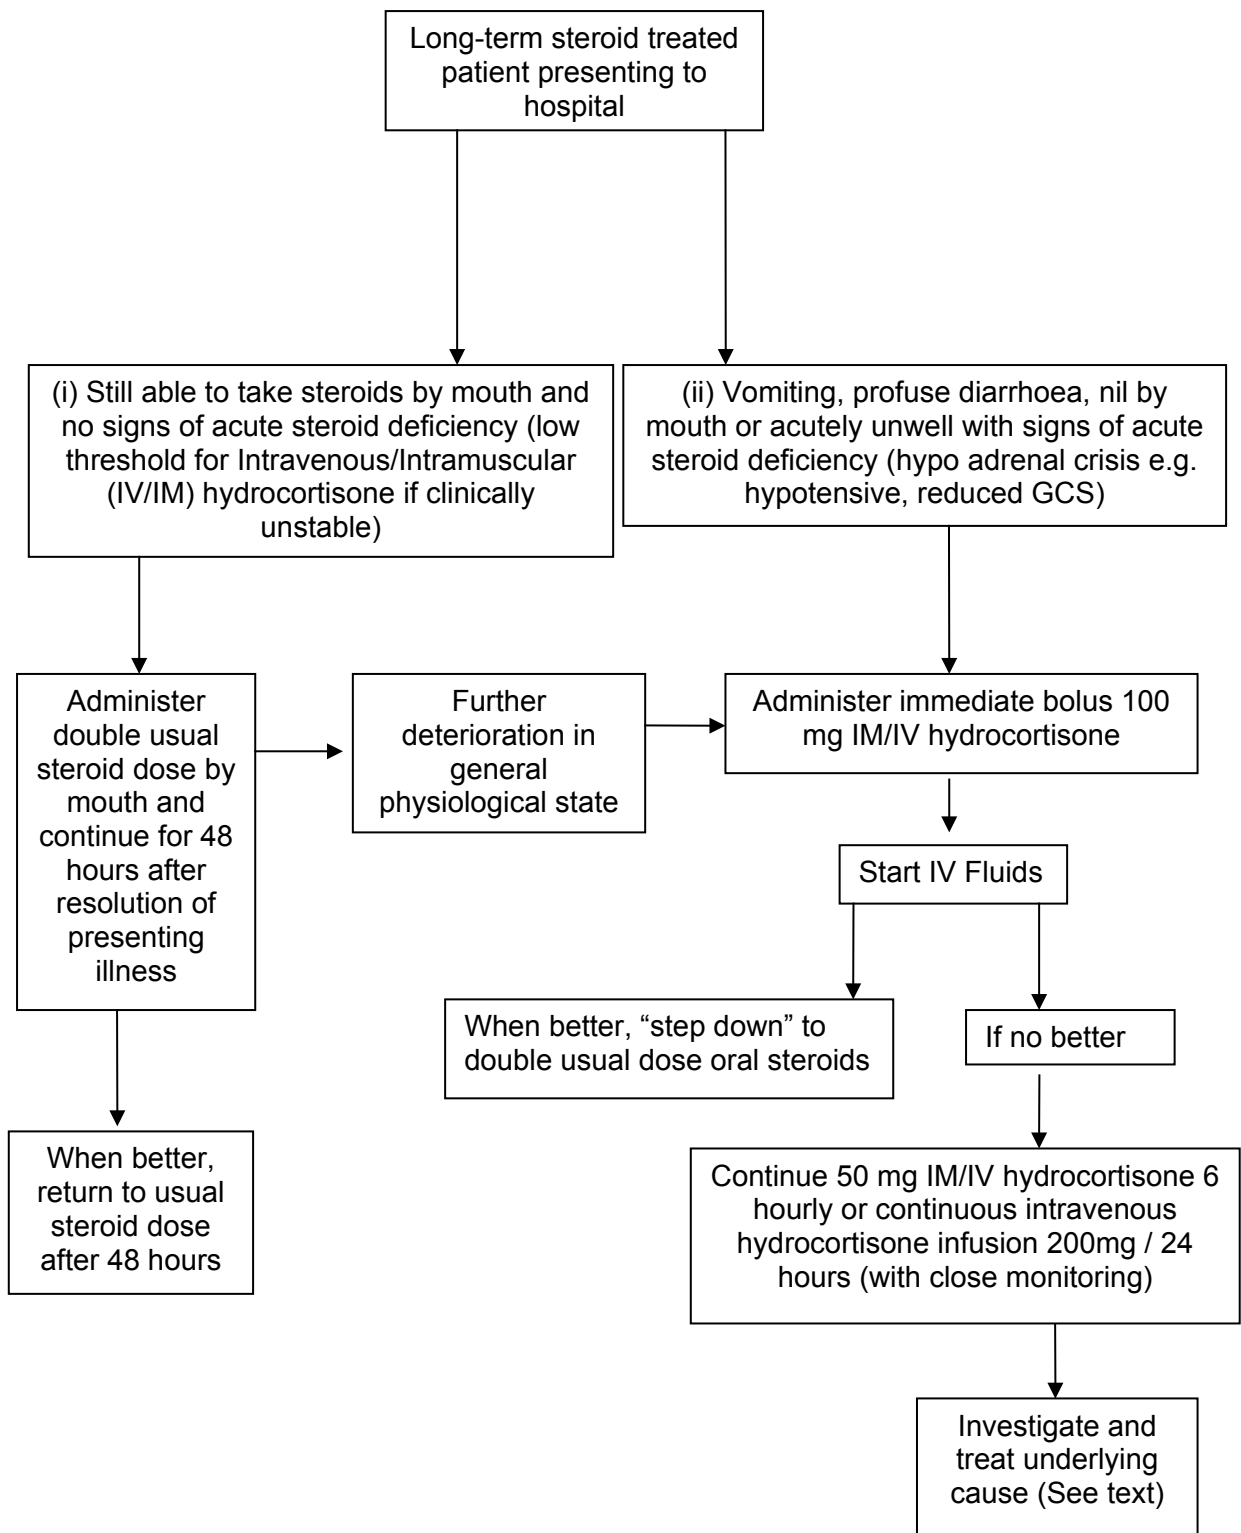 Long-term steroid treated
patient presenting to
hospital
(i) Still able to take steroids by mouth and
no signs of acute steroid deficiency (low
threshold for Intravenous/Intramuscular
(IV/IM) hydrocortisone if clinically
unstable)
(ii) Vomiting, profuse diarrhoea, nil by
mouth or acutely unwell with signs of acute
steroid deficiency (hypo adrenal crisis e.g.
hypotensive, reduced GCS)
Administer
double usual
steroid dose by
mouth and
continue for 48
hours after
resolution of
presenting
illness
Further
deterioration in
general
physiological state
Administer immediate bolus 100
mg IM/IV hydrocortisone
Start IV Fluids
When better, “step down” to
double usual dose oral steroids
If no better
When better,
return to usual
steroid dose
after 48 hours
Continue 50 mg IM/IV hydrocortisone 6
hourly or continuous intravenous
hydrocortisone infusion 200mg / 24
hours (with close monitoring)
Investigate and
treat underlying
cause (See text)